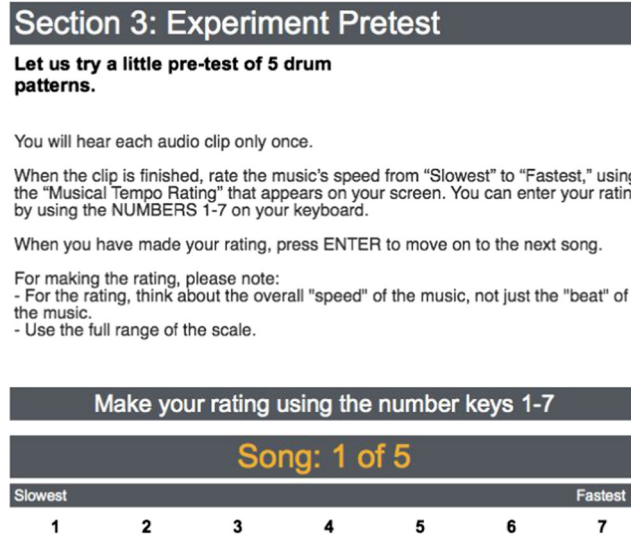 Section 3: Experiment Pretest
Let us try a little pre-test of 5 drum
patterns.
You will hear each audio clip only once.
When the clip is finished, rate the music's speed from “Slowest” to “Fastest,” using
the “Musical Tempo Rating” that appears on your screen. You can enter your ratin
by using the NUMBERS 1-7 on your keyboard.
When you have made your rating, press ENTER to move on to the next song.
For making the rating, please note:
- For the rating, think about the overall "speed" of the music, not just the "beat" of
the music.
- Use the full range of the scale.
Make your rating using the number keys 1-7
Song: 1 of 5
Slowest Fastest
1 2 3 4 5 6 7